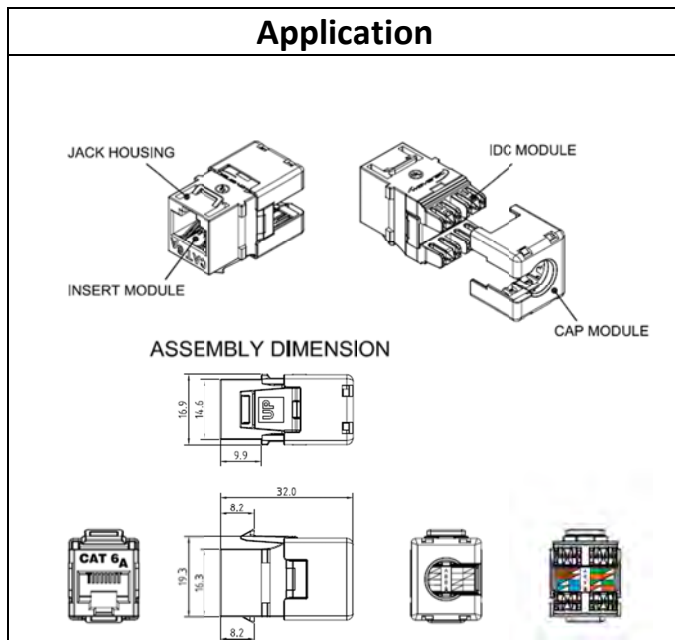 Application
JACK HOUSING
IDC MODULE
INSERT MODULE
CAP MODULE
ASSEMBLY DIMENSION
16.9
14.6
UP
9.9
32.0
8.2
CAT 6A
19.3
16.3
8.2